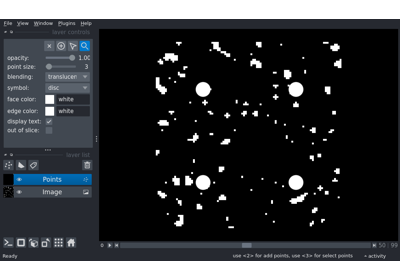 File View Window Plugins Help
layer controls
opacity: 1.00
point size: 3
blending: translucen
symbol: disc
face color: white
edge color: white
display text:
out of slice:
layer list
Points
Image
0 50 99
Ready use <2> for add points, use <3> for select points activity